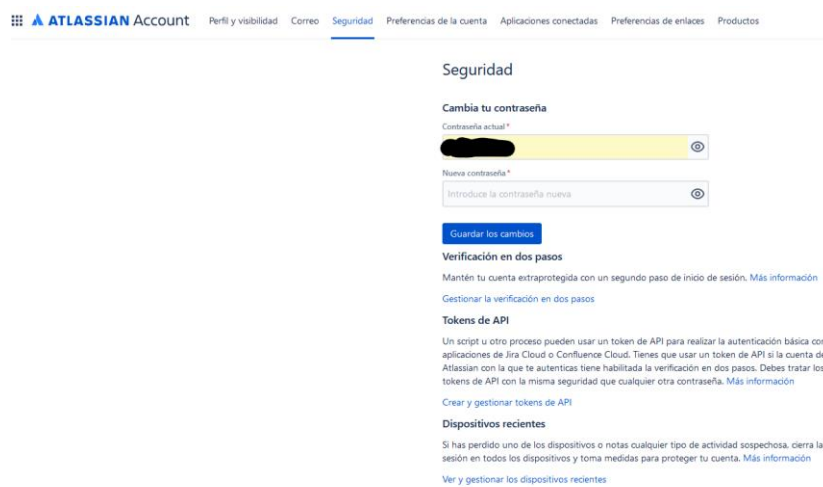 ATLASSIAN Account Perfil y visibilidad Correo Seguridad Preferencias de la cuenta Aplicaciones conectadas Preferencias de enlaces Productos
Seguridad
Cambia tu contraseña
Contraseña actual *
Nueva contraseña *
Introduce la contraseña nueva
Guardar los cambios
Verificación en dos pasos
Mantén tu cuenta extraprotegida con un segundo paso de inicio de sesión. Más información
Gestionar la verificación en dos pasos
Tokens de API
Un script u otro proceso pueden usar un token de API para realizar la autenticación básica con
aplicaciones de Jira Cloud o Confluence Cloud. Tienes que usar un token de API si la cuenta de
Atlassian con la que te autenticas tiene habilitada la verificación en dos pasos. Debes tratar los
tokens de API con la misma seguridad que cualquier otra contraseña. Más información
Crear y gestionar tokens de API
Dispositivos recientes
Si has perdido uno de los dispositivos o notas cualquier tipo de actividad sospechosa, cierra la
sesión en todos los dispositivos y toma medidas para proteger tu cuenta. Más información
Ver y gestionar los dispositivos recientes